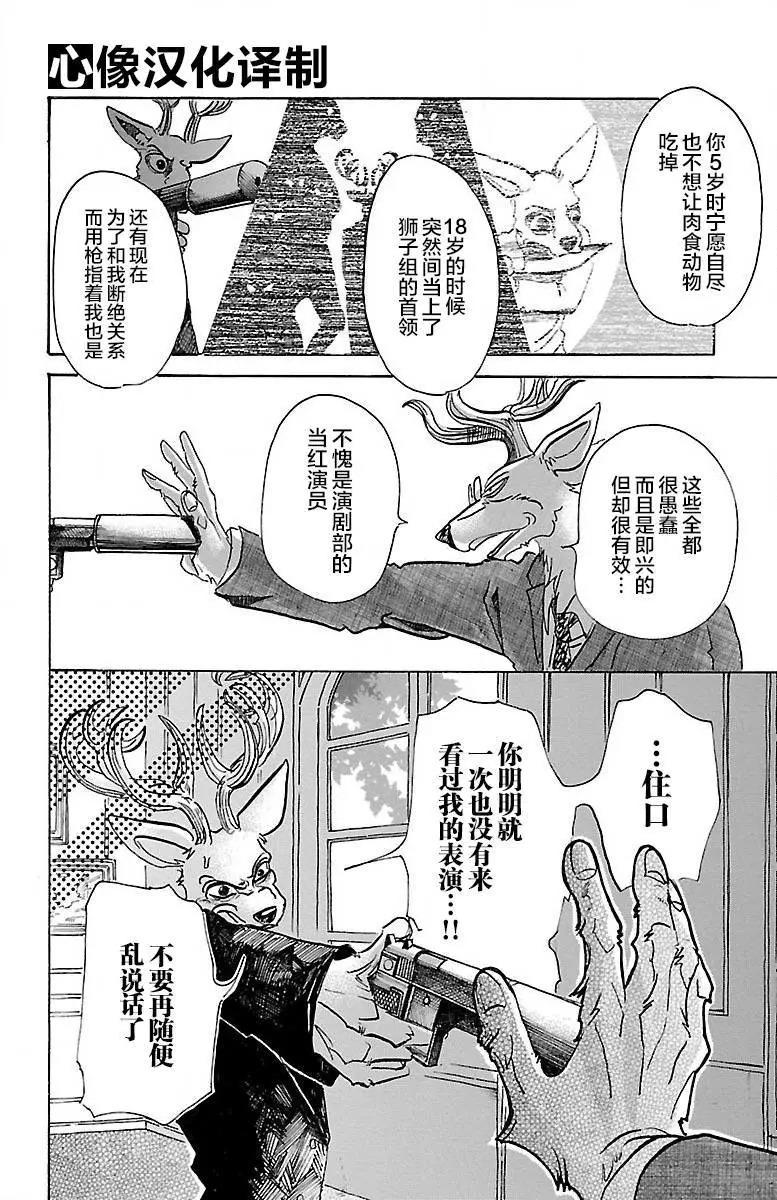 心像汉化译制
你5岁时宁愿自尽
也不想让肉食动物
吃掉
18岁的时候
突然间当上了
狮子组的首领
还有现在
为了和我断绝关系
而用枪指着我也是
这些全都
很愚蠢
而且是即兴的
但却很有效…
不愧是演剧部的
当红演员
…住口
你明明就
一次也没有来
看过我的表演…!!
不要再随便
乱说话了